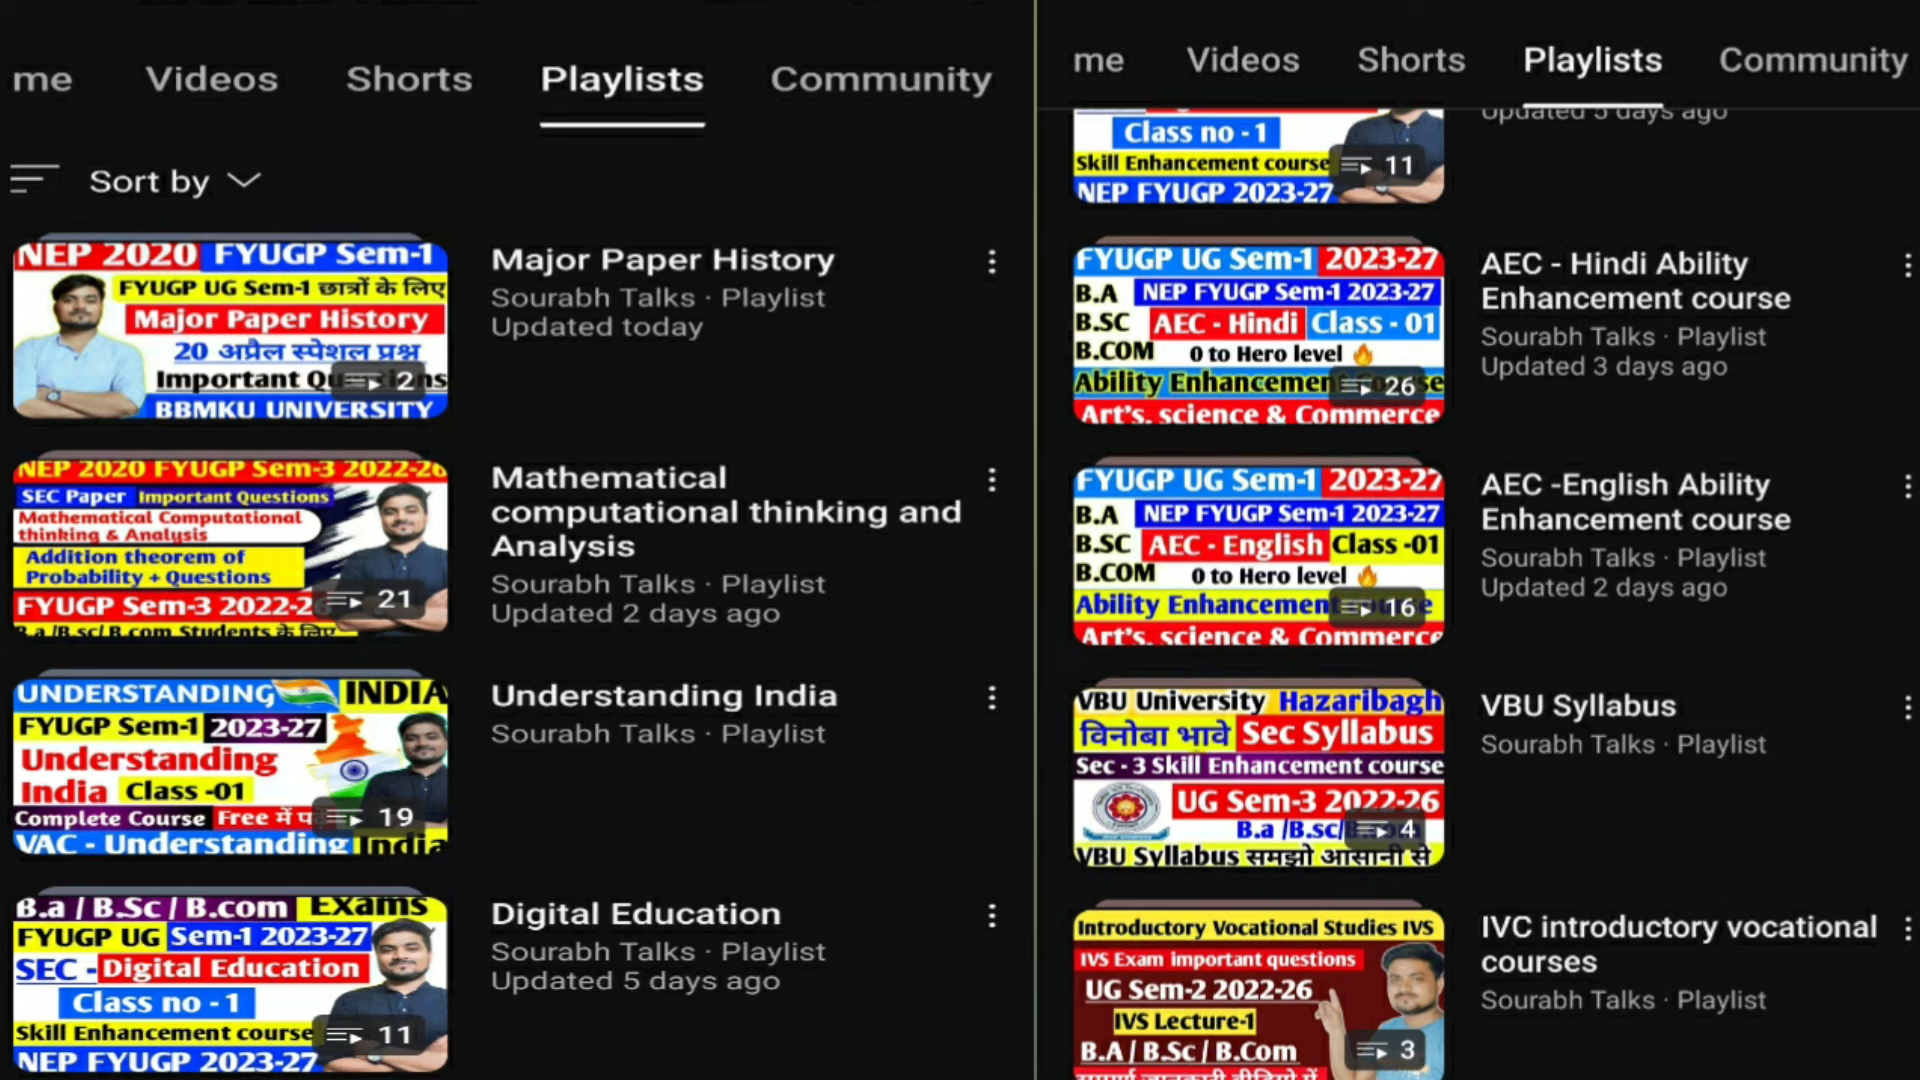 me Videos Shorts Playlists Community
Sort by
NEP 2020 FYUGP Sem-1
FYUGP UG Sem-1 छात्रों के लिए
Major Paper History
20 अप्रैल स्पेशल प्रश्न
Important
2
BBMKU UNIVERSITY
Major Paper History
Sourabh Talks · Playlist
Updated today
NEP 2020 FYUGP Sem-3 2022-26
SEC Paper Important Questions
Mathematical Computational
thinking & Analysis
Addition theorem of
Probability + Questions
21
FYUGP Sem-3 2022-2
B.a /B.sc/ B.com Students के लिए
Mathematical
computational thinking and
Analysis
Sourabh Talks · Playlist
Updated 2 days ago
UNDERSTANDING INDIA
FYUGP Sem-1 2023-27
Understanding
India Class -01
Complete Course Free में
19
VAC - Understanding India
Understanding India
Sourabh Talks · Playlist
B.a / B.Sc / B.com Exams
FYUGP UG Sem-1 2023-27
SEC - Digital Education
Class no - 1
Skill Enhancement course
11
NEP FYUGP 2023-27
Digital Education
Sourabh Talks · Playlist
Updated 5 days ago
me Videos Shorts Playlists Community
Updated 5 days ago
Class no - 1
Skill Enhancement course
11
NEP FYUGP 2023-27
FYUGP UG Sem-1 2023-27
B.A NEP FYUGP Sem-1 2023-27
B.SC AEC - Hindi Class - 01
B.COM 0 to Hero level 🔥
Ability Enhancement
26
Art's, science & Commerce
AEC - Hindi Ability
Enhancement course
Sourabh Talks · Playlist
Updated 3 days ago
FYUGP UG Sem-1 2023-27
B.A NEP FYUGP Sem-1 2023-27
B.SC AEC - English Class -01
B.COM 0 to Hero level 🔥
Ability Enhancement
16
Art's, science & Commerce
AEC -English Ability
Enhancement course
Sourabh Talks · Playlist
Updated 2 days ago
VBU University Hazaribagh
विनोबा भावे Sec Syllabus
Sec - 3 Skill Enhancement course
UG Sem-3 2022-26
B.a /B.sc/
4
VBU Syllabus समझो आसानी से
VBU Syllabus
Sourabh Talks · Playlist
Introductory Vocational Studies IVS
IVS Exam important questions
UG Sem-2 2022-26
IVS Lecture-1
B.A / B.Sc / B.Com
3
IVC introductory vocational
courses
Sourabh Talks · Playlist